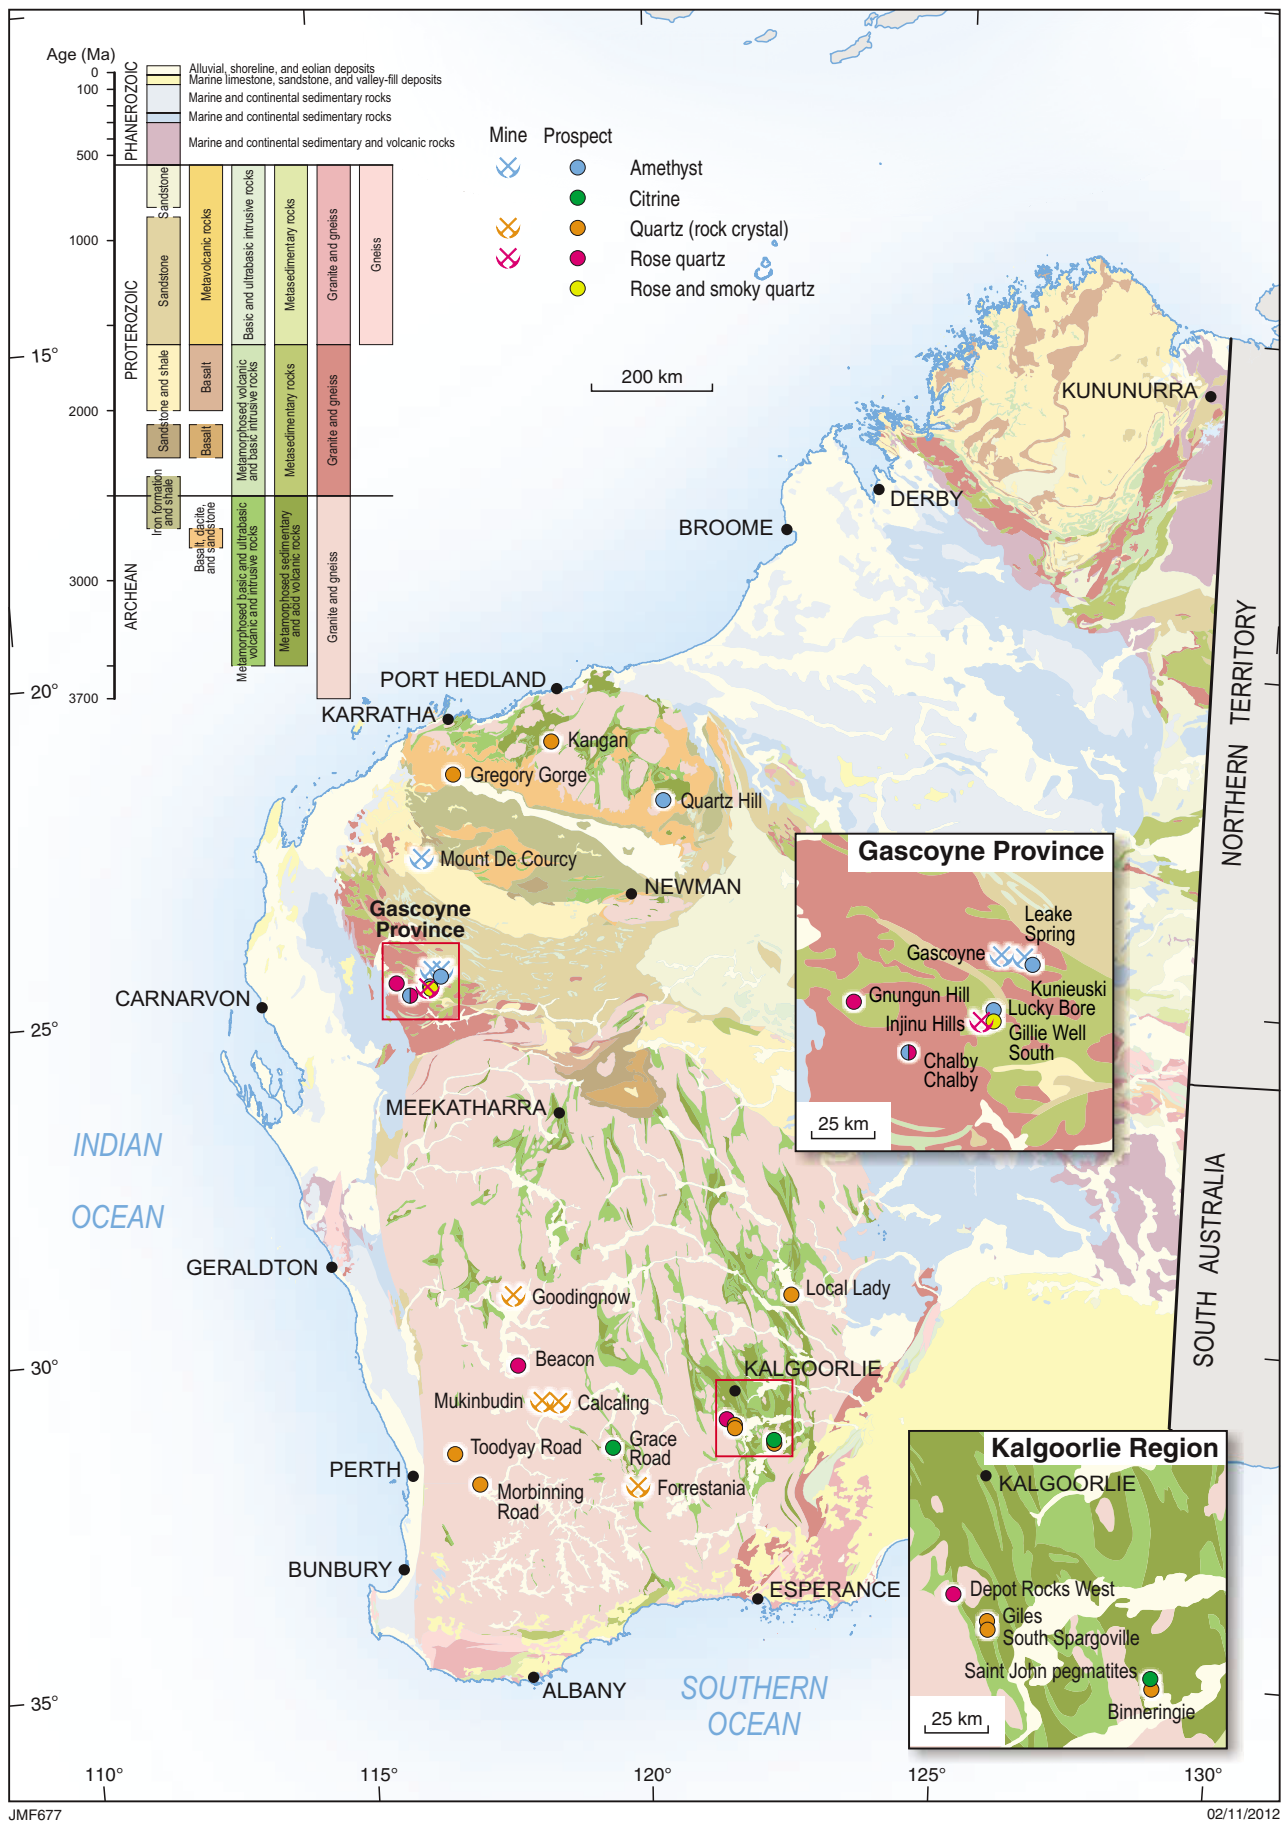 Age (Ma)
0
100
500
1000
2000
3000
3700
PHANEROZOIC
PROTEROZOIC
ARCHEAN
Alluvial, shoreline, and eolian deposits
Marine limestone, sandstone, and valley-fill deposits
Marine and continental sedimentary rocks
Marine and continental sedimentary rocks
Marine and continental sedimentary and volcanic rocks
Sandstone
Sandstone
Metavolcanic rocks
Basic and ultrabasic intrusive rocks
Metasedimentary rocks
Granite and gneiss
Gneiss
Sandstone and shale
Basalt
Metamorphosed volcanic
and basic intrusive rocks
Metasedimentary rocks
Granite and gneiss
Basalt
Iron formation
and shale
Basalt, dacite,
and sandstone
Metamorphosed basic and ultrabasic
volcanic and intrusive rocks
Metamorphosed sedimentary
and acid volcanic rocks
Granite and gneiss
Mine Prospect
Amethyst
Citrine
Quartz (rock crystal)
Rose quartz
Rose and smoky quartz
200 km
15°
KUNUNURRA
DERBY
BROOME
NORTHERN TERRITORY
20°
PORT HEDLAND
KARRATHA
Kangan
Gregory Gorge
Quartz Hill
Mount De Courcy
NEWMAN
Gascoyne
Province
CARNARVON
25°
Gascoyne Province
Leake
Spring
Gascoyne
Kunieuski
Gnungun Hill
Lucky Bore
Injinu Hills
Gillie Well
South
Chalby
Chalby
25 km
MEEKATHARRA
INDIAN
OCEAN
SOUTH AUSTRALIA
GERALDTON
Goodingnow
Local Lady
30°
Beacon
KALGOORLIE
Mukinbudin
Calcaling
Toodyay Road
Grace
Road
PERTH
Morbinning
Road
Forrestania
Kalgoorlie Region
KALGOORLIE
Depot Rocks West
Giles
South Spargoville
Saint John pegmatites
Binneringie
25 km
BUNBURY
ESPERANCE
ALBANY
SOUTHERN
OCEAN
35°
110°
115°
120°
125°
130°
JMF677
02/11/2012